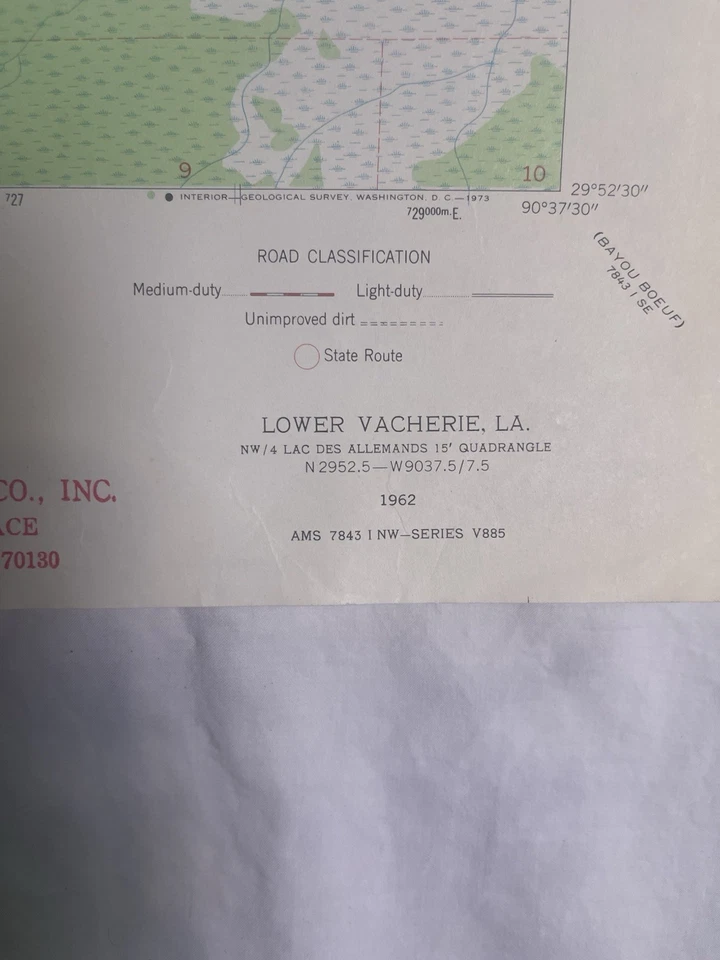 9
10
⁷27
INTERIOR—GEOLOGICAL SURVEY, WASHINGTON, D. C.—1973
⁷29⁰⁰⁰ᵐ·E.
29°52′30″
90°37′30″
(BAYOU BOEUF)
7843 I SE
ROAD CLASSIFICATION
Medium-duty
Light-duty
Unimproved dirt
State Route
LOWER VACHERIE, LA.
NW/4 LAC DES ALLEMANDS 15′ QUADRANGLE
N2952.5—W9037.5/7.5
1962
AMS 7843 I NW—SERIES V885
CO., INC.
70130